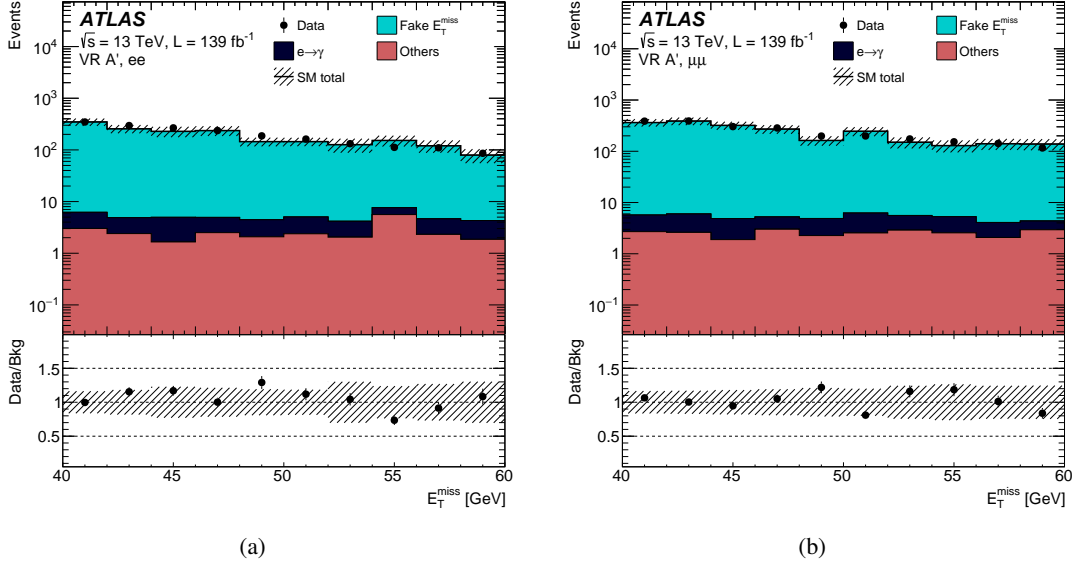 Events
10⁴
10³
10²
10
1
10⁻¹
ATLAS
√s = 13 TeV, L = 139 fb⁻¹
VR A', ee
Data
Fake E_T^miss
e→γ
Others
SM total
Data/Bkg
1.5
1
0.5
40 45 50 55 60
E_T^miss [GeV]
(a)
Events
10⁴
10³
10²
10
1
10⁻¹
ATLAS
√s = 13 TeV, L = 139 fb⁻¹
VR A', μμ
Data
Fake E_T^miss
e→γ
Others
SM total
Data/Bkg
1.5
1
0.5
40 45 50 55 60
E_T^miss [GeV]
(b)